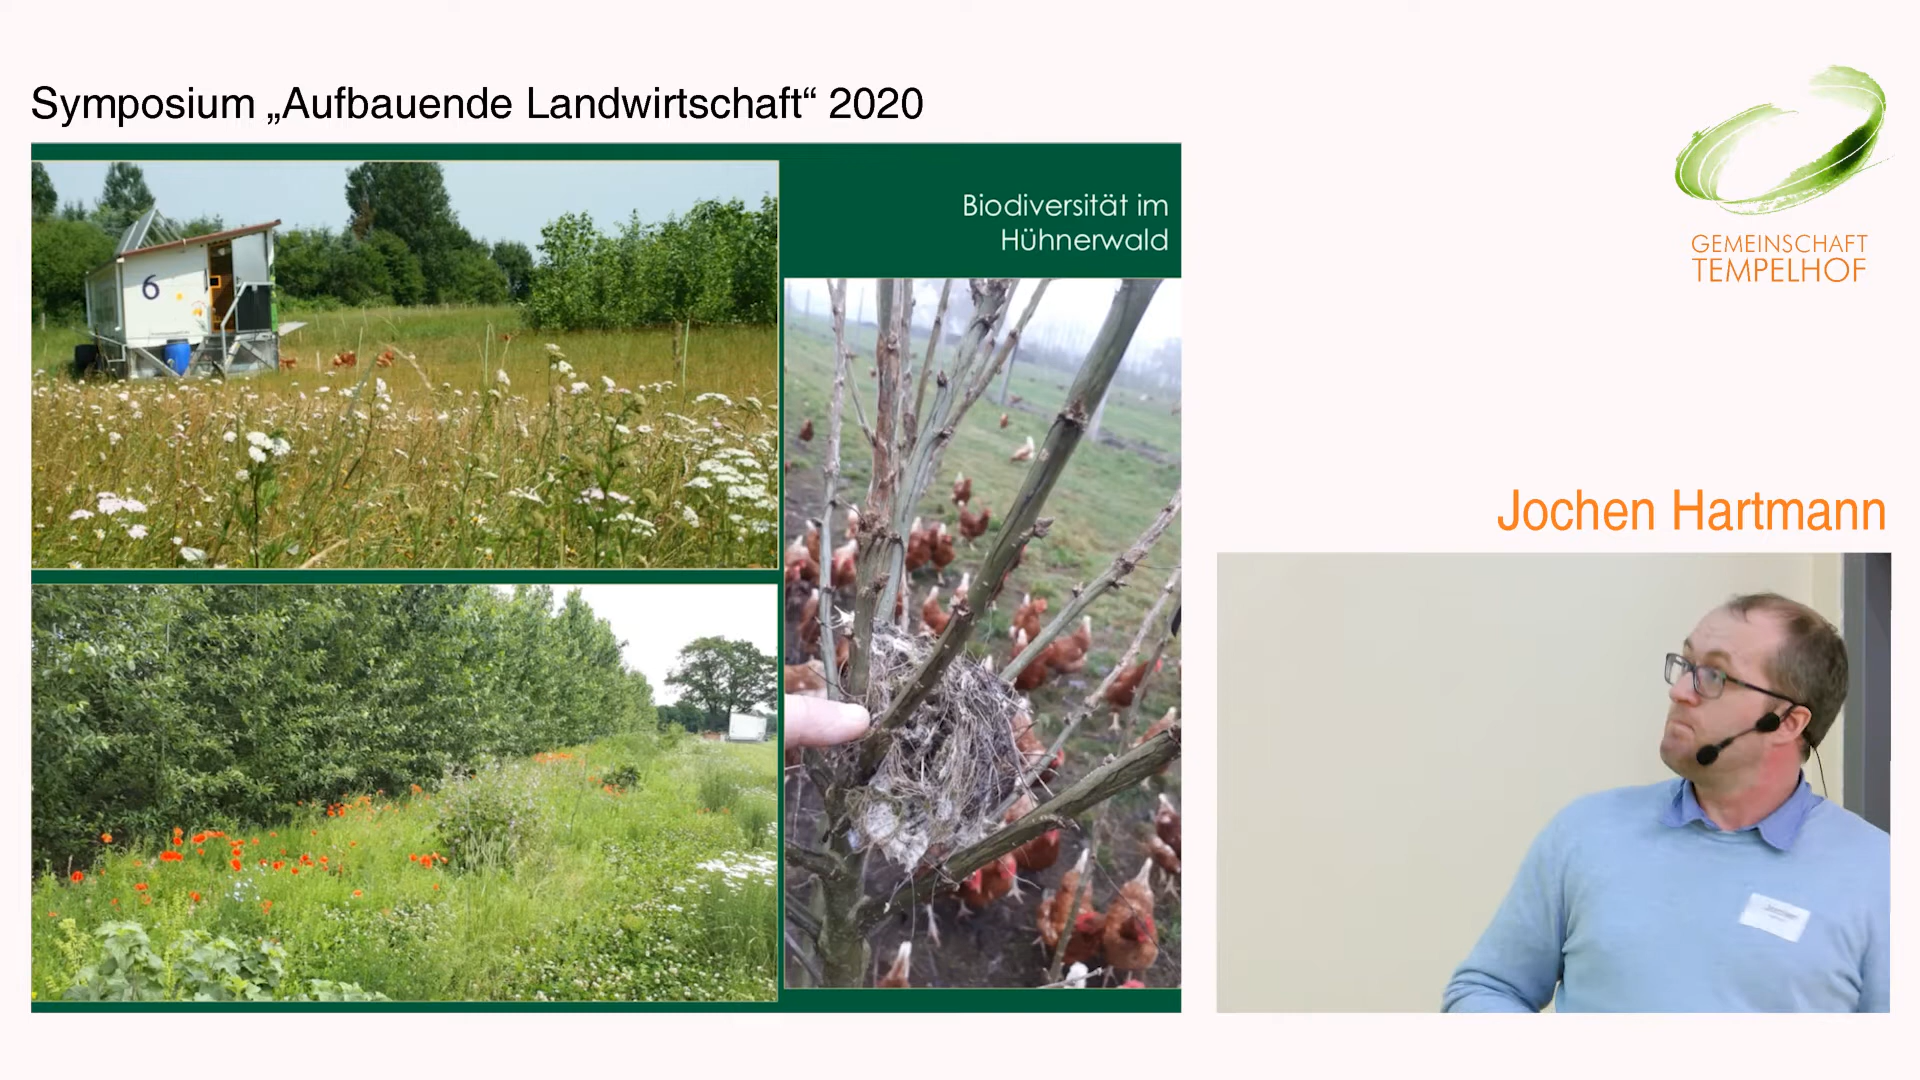 Symposium „Aufbauende Landwirtschaft“ 2020
Biodiversität im
Hühnerwald
6
GEMEINSCHAFT
TEMPELHOF
Jochen Hartmann